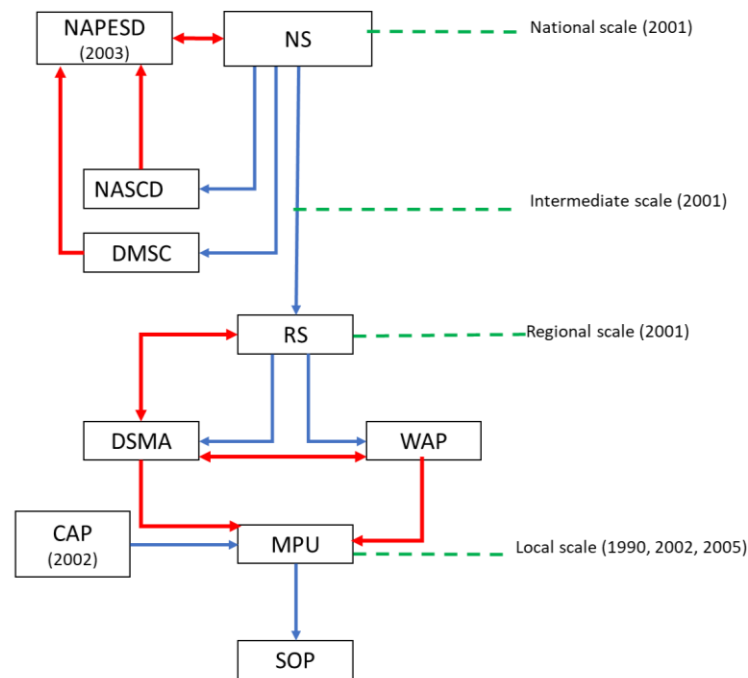 NAPESD
(2003)
NS
National scale (2001)
NASCD
Intermediate scale (2001)
DMSC
RS
Regional scale (2001)
DSMA
WAP
CAP
(2002)
MPU
Local scale (1990, 2002, 2005)
SOP